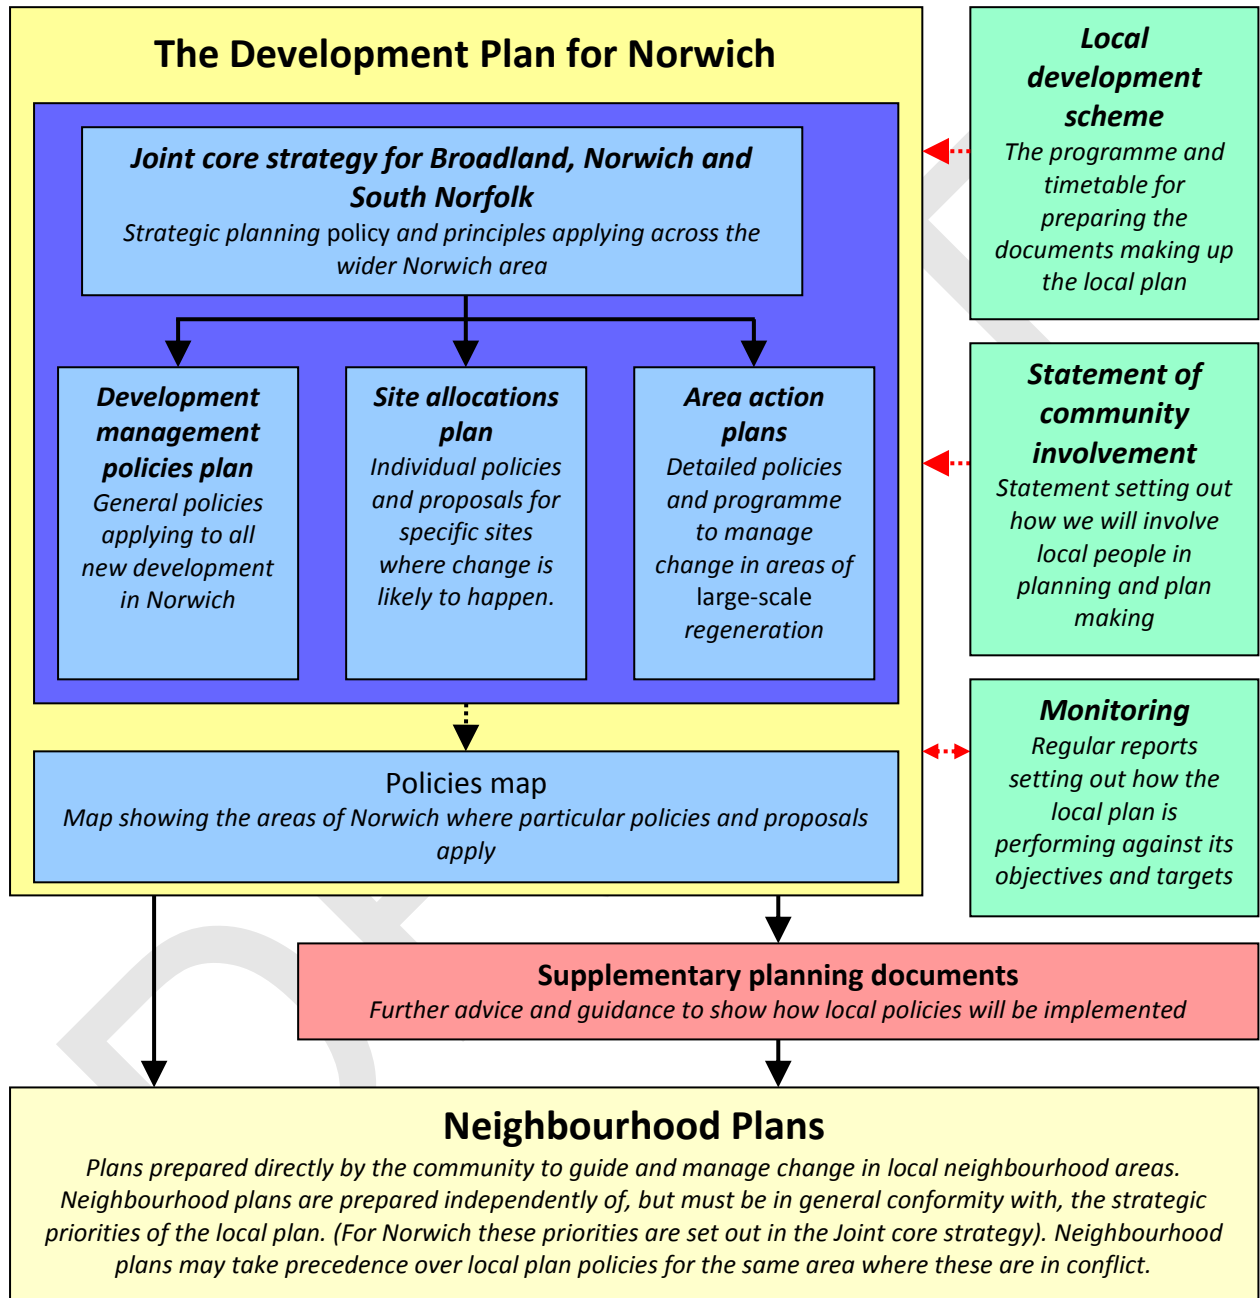 The Development Plan for Norwich
Joint core strategy for Broadland, Norwich and
South Norfolk
Strategic planning policy and principles applying across the
wider Norwich area
Development
management
policies plan
General policies
applying to all
new development
in Norwich
Site allocations
plan
Individual policies
and proposals for
specific sites
where change is
likely to happen.
Area action
plans
Detailed policies
and programme
to manage
change in areas of
large-scale
regeneration
Policies map
Map showing the areas of Norwich where particular policies and proposals
apply
Local
development
scheme
The programme and
timetable for
preparing the
documents making up
the local plan
Statement of
community
involvement
Statement setting out
how we will involve
local people in
planning and plan
making
Monitoring
Regular reports
setting out how the
local plan is
performing against its
objectives and targets
Supplementary planning documents
Further advice and guidance to show how local policies will be implemented
Neighbourhood Plans
Plans prepared directly by the community to guide and manage change in local neighbourhood areas.
Neighbourhood plans are prepared independently of, but must be in general conformity with, the strategic
priorities of the local plan. (For Norwich these priorities are set out in the Joint core strategy). Neighbourhood
plans may take precedence over local plan policies for the same area where these are in conflict.